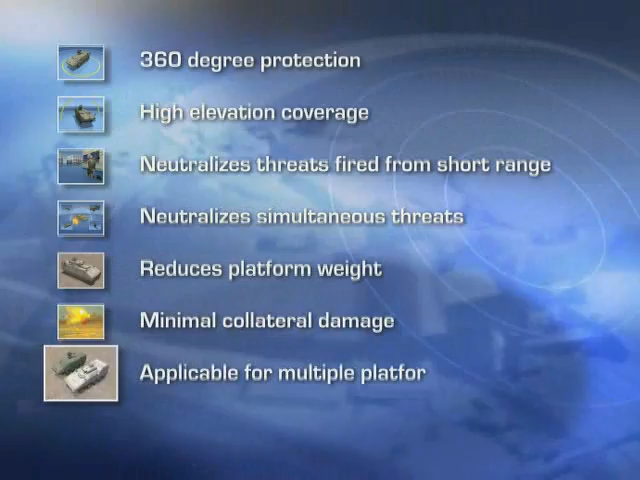 360 degree protection
High elevation coverage
Neutralizes threats fired from short range
Neutralizes simultaneous threats
Reduces platform weight
Minimal collateral damage
Applicable for multiple platfor